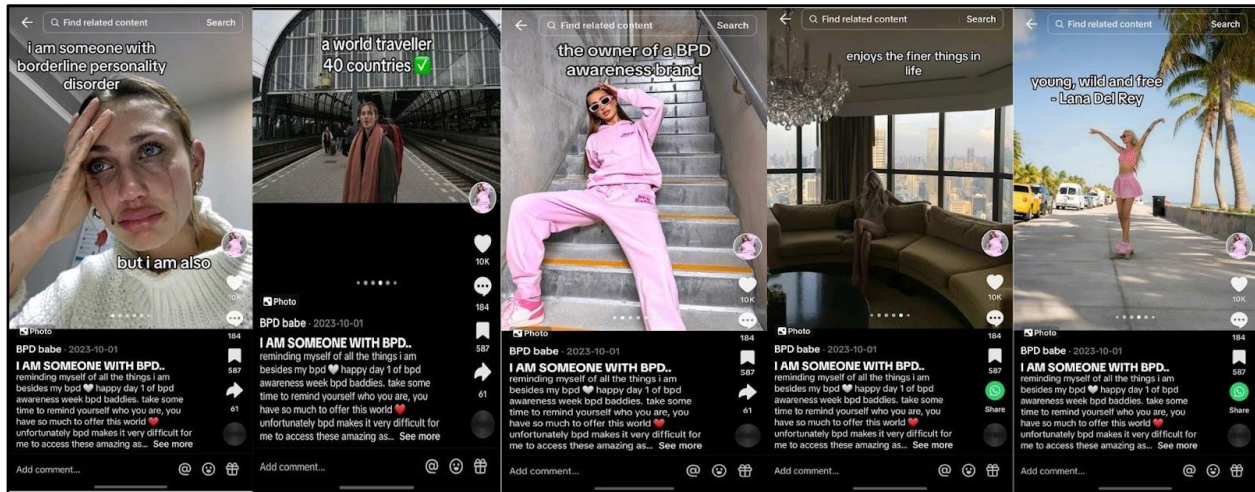 Find related content Search
i am someone with
borderline personality
disorder
but i am also
Photo
BPD babe · 2023-10-01
I AM SOMEONE WITH BPD..
reminding myself of all the things i am
besides my bpd 🤍 happy day 1 of bpd
awareness week bpd baddies. take some
time to remind yourself who you are, you
have so much to offer this world ❤️
unfortunately bpd makes it very difficult for
me to access these amazing as... See more
10K
184
587
61
Add comment...
a world traveller
40 countries ✅
Photo
BPD babe · 2023-10-01
I AM SOMEONE WITH BPD..
reminding myself of all the things i am
besides my bpd 🤍 happy day 1 of bpd
awareness week bpd baddies. take some
time to remind yourself who you are, you
have so much to offer this world ❤️
unfortunately bpd makes it very difficult for
me to access these amazing as... See more
10K
184
587
61
Add comment...
Find related content Search
the owner of a BPD
awareness brand
Photo
BPD babe · 2023-10-01
I AM SOMEONE WITH BPD..
reminding myself of all the things i am
besides my bpd 🤍 happy day 1 of bpd
awareness week bpd baddies. take some
time to remind yourself who you are, you
have so much to offer this world ❤️
unfortunately bpd makes it very difficult for
me to access these amazing as... See more
10K
184
587
61
Add comment...
Find related content Search
enjoys the finer things in
life
Photo
BPD babe · 2023-10-01
I AM SOMEONE WITH BPD..
reminding myself of all the things i am
besides my bpd 🤍 happy day 1 of bpd
awareness week bpd baddies. take some
time to remind yourself who you are, you
have so much to offer this world ❤️
unfortunately bpd makes it very difficult for
me to access these amazing as... See more
10K
184
587
Share
Add comment...
Find related content Search
young, wild and free
- Lana Del Rey
Photo
BPD babe · 2023-10-01
I AM SOMEONE WITH BPD..
reminding myself of all the things i am
besides my bpd 🤍 happy day 1 of bpd
awareness week bpd baddies. take some
time to remind yourself who you are, you
have so much to offer this world ❤️
unfortunately bpd makes it very difficult for
me to access these amazing as... See more
10K
184
587
Share
Add comment...